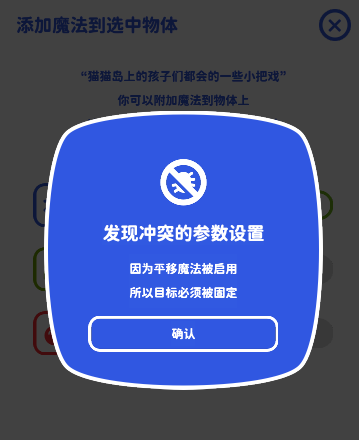 添加魔法到选中物体
“猫猫岛上的孩子们都会的一些小把戏”
你可以附加魔法到物体上
发现冲突的参数设置
因为平移魔法被启用
所以目标必须被固定
确认